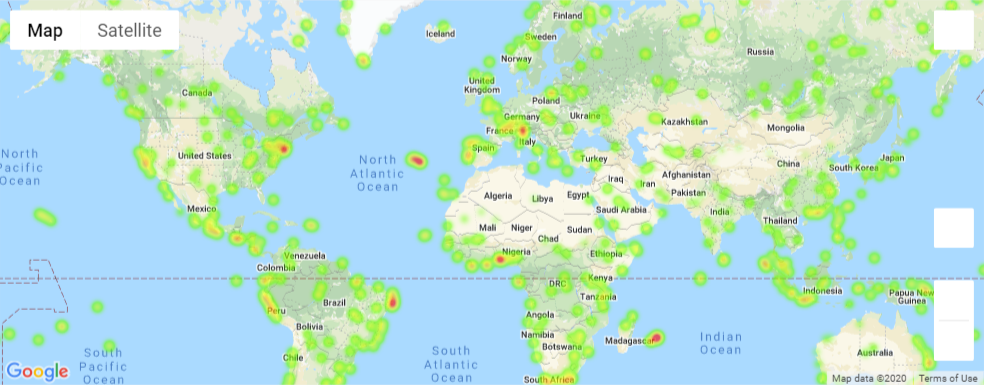 Map
Satellite
Finland
Iceland
Sweden
Norway
Russia
United
Kingdom
Canada
Poland
Germany
Ukraine
France
Kazakhstan
Mongolia
Italy
Spain
North
Pacific
Ocean
United States
North
Atlantic
Ocean
Turkey
China
Japan
South Korea
Afghanistan
Iraq
Iran
Pakistan
Algeria
Libya
Egypt
Mexico
Saudi Arabia
India
Mali
Niger
Chad
Sudan
Thailand
Venezuela
Nigeria
Ethiopia
Colombia
DRC
Kenya
Indonesia
Papua New
Guinea
Tanzania
Brazil
Peru
Angola
Bolivia
Namibia
Botswana
Madagascar
Indian
Ocean
South
Pacific
Ocean
Chile
South
Atlantic
Ocean
Australia
Google
South Africa
Map data ©2020
Terms of Use